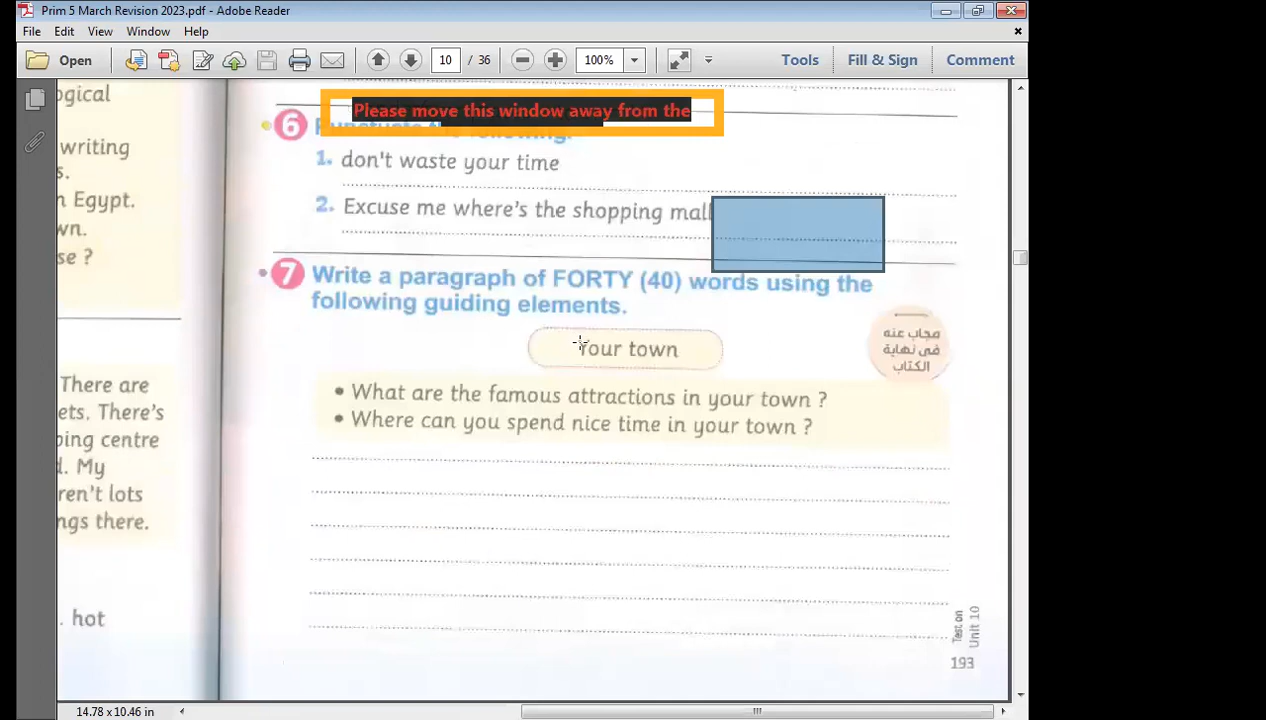 Prim 5 March Revision 2023.pdf - Adobe Reader
File Edit View Window Help
Open 10 / 36 100% Tools Fill & Sign Comment
Please move this window away from the
6 Punctuate the following:
1. don't waste your time
2. Excuse me where's the shopping mall
7 Write a paragraph of FORTY (40) words using the
following guiding elements.
Your town
مجاب عنه
فى نهاية
الكتاب
• What are the famous attractions in your town ?
• Where can you spend nice time in your town ?
ogical
writing
s.
n Egypt.
wn.
se ?
There are
ets. There's
ping centre
d. My
ren't lots
ngs there.
. hot
Test on
Unit 10
193
14.78 x 10.46 in